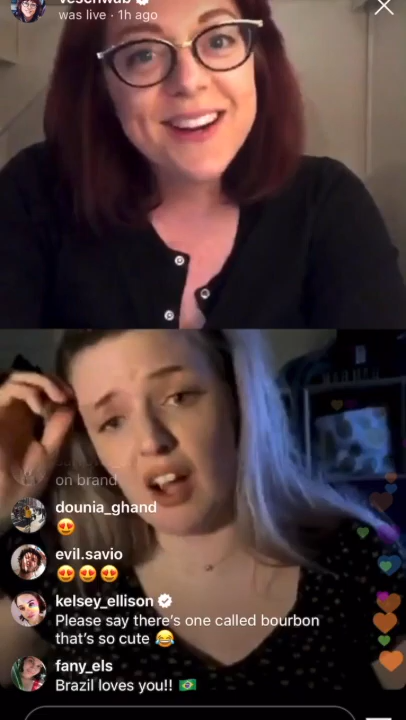 veschwab
was live · 1h ago
on brand
dounia_ghand
😍
evil.savio
😍😍😍
kelsey_ellison
Please say there's one called bourbon
that's so cute 😂
fany_els
Brazil loves you!! 🇧🇷